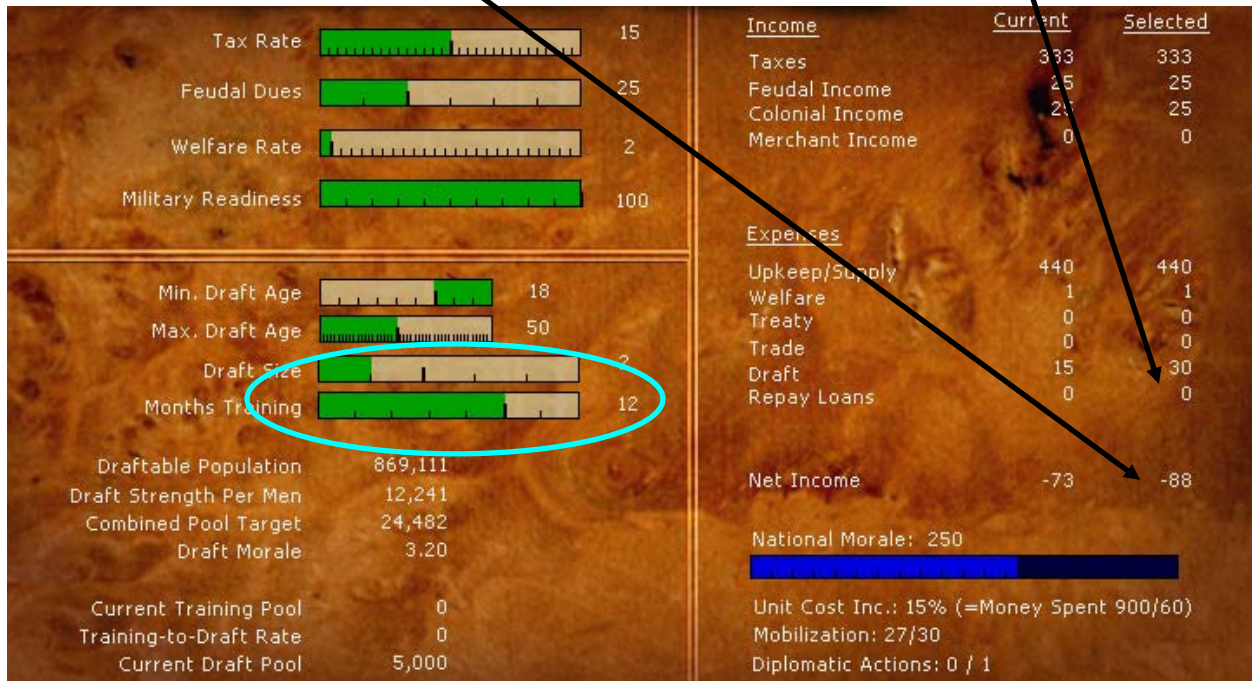 Tax Rate 15
Feudal Dues 25
Welfare Rate 2
Military Readiness 100
Min. Draft Age 18
Max. Draft Age 50
Draft Size 2
Months Training 12
Draftable Population 869,111
Draft Strength Per Men 12,241
Combined Pool Target 24,482
Draft Morale 3.20
Current Training Pool 0
Training-to-Draft Rate 0
Current Draft Pool 5,000
Income Current Selected
Taxes 333 333
Feudal Income 25 25
Colonial Income 25 25
Merchant Income 0 0
Expenses
Upkeep/Supply 440 440
Welfare 1 1
Treaty 0 0
Trade 0 0
Draft 15 30
Repay Loans 0 0
Net Income -73 -88
National Morale: 250
Unit Cost Inc.: 15% (=Money Spent 900/60)
Mobilization: 27/30
Diplomatic Actions: 0 / 1